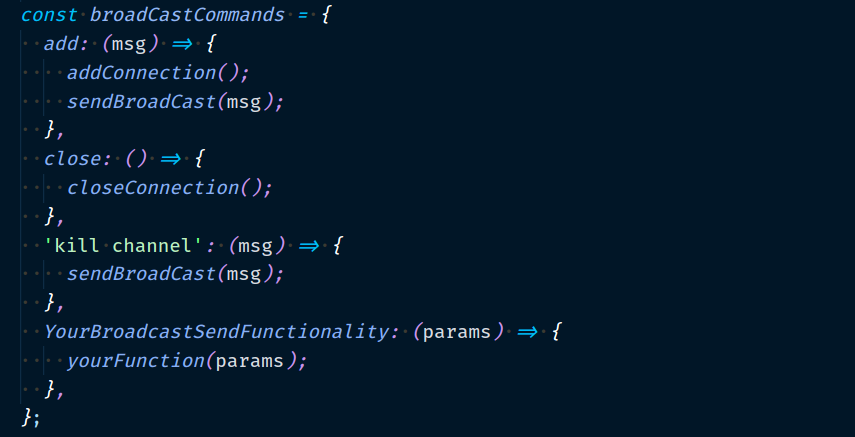 const broadCastCommands = {
  add: (msg) => {
    addConnection();
    sendBroadCast(msg);
  },
  close: () => {
    closeConnection();
  },
  'kill channel': (msg) => {
    sendBroadCast(msg);
  },
  YourBroadcastSendFunctionality: (params) => {
    yourFunction(params);
  },
};